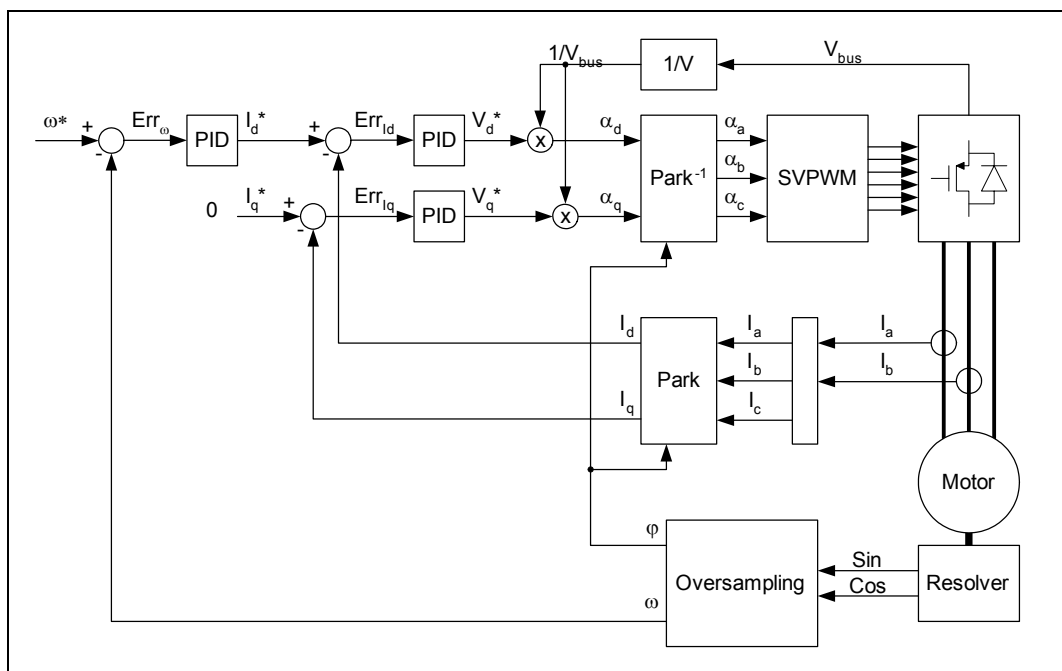 1/V_bus
1/V
V_bus
ω*
+
-
Err_ω
PID
I_d*
+
-
Err_Id
PID
V_d*
x
α_d
Park⁻¹
α_a
α_b
α_c
SVPWM
0
I_q*
+
-
Err_Iq
PID
V_q*
x
α_q
I_d
I_q
Park
I_a
I_b
I_c
I_a
I_b
Motor
φ
ω
Oversampling
Sin
Cos
Resolver